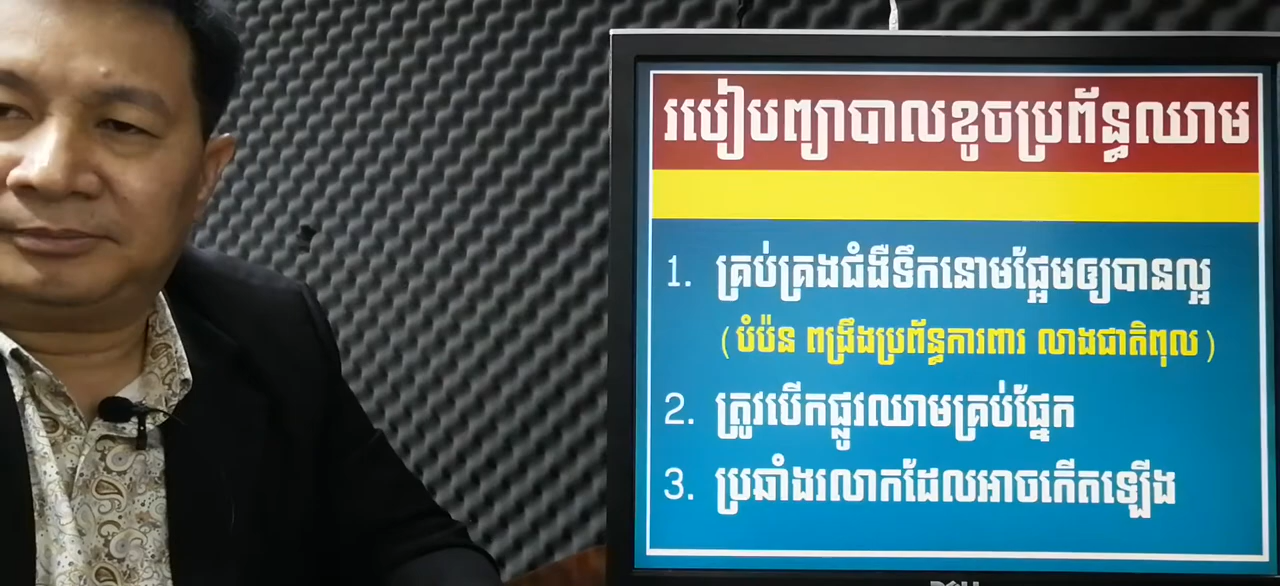 របៀបព្យាបាលខូចប្រព័ន្ធឈាម
1. គ្រប់គ្រងជំងឺទឹកនោមផ្អែមឲ្យបានល្អ
( បំប៉ន ពង្រឹងប្រព័ន្ធការពារ លាងជាតិពុល )
2. ត្រូវបើកផ្លូវឈាមគ្រប់ផ្នែក
3. ប្រឆាំងរលាកដែលអាចកើតឡើង